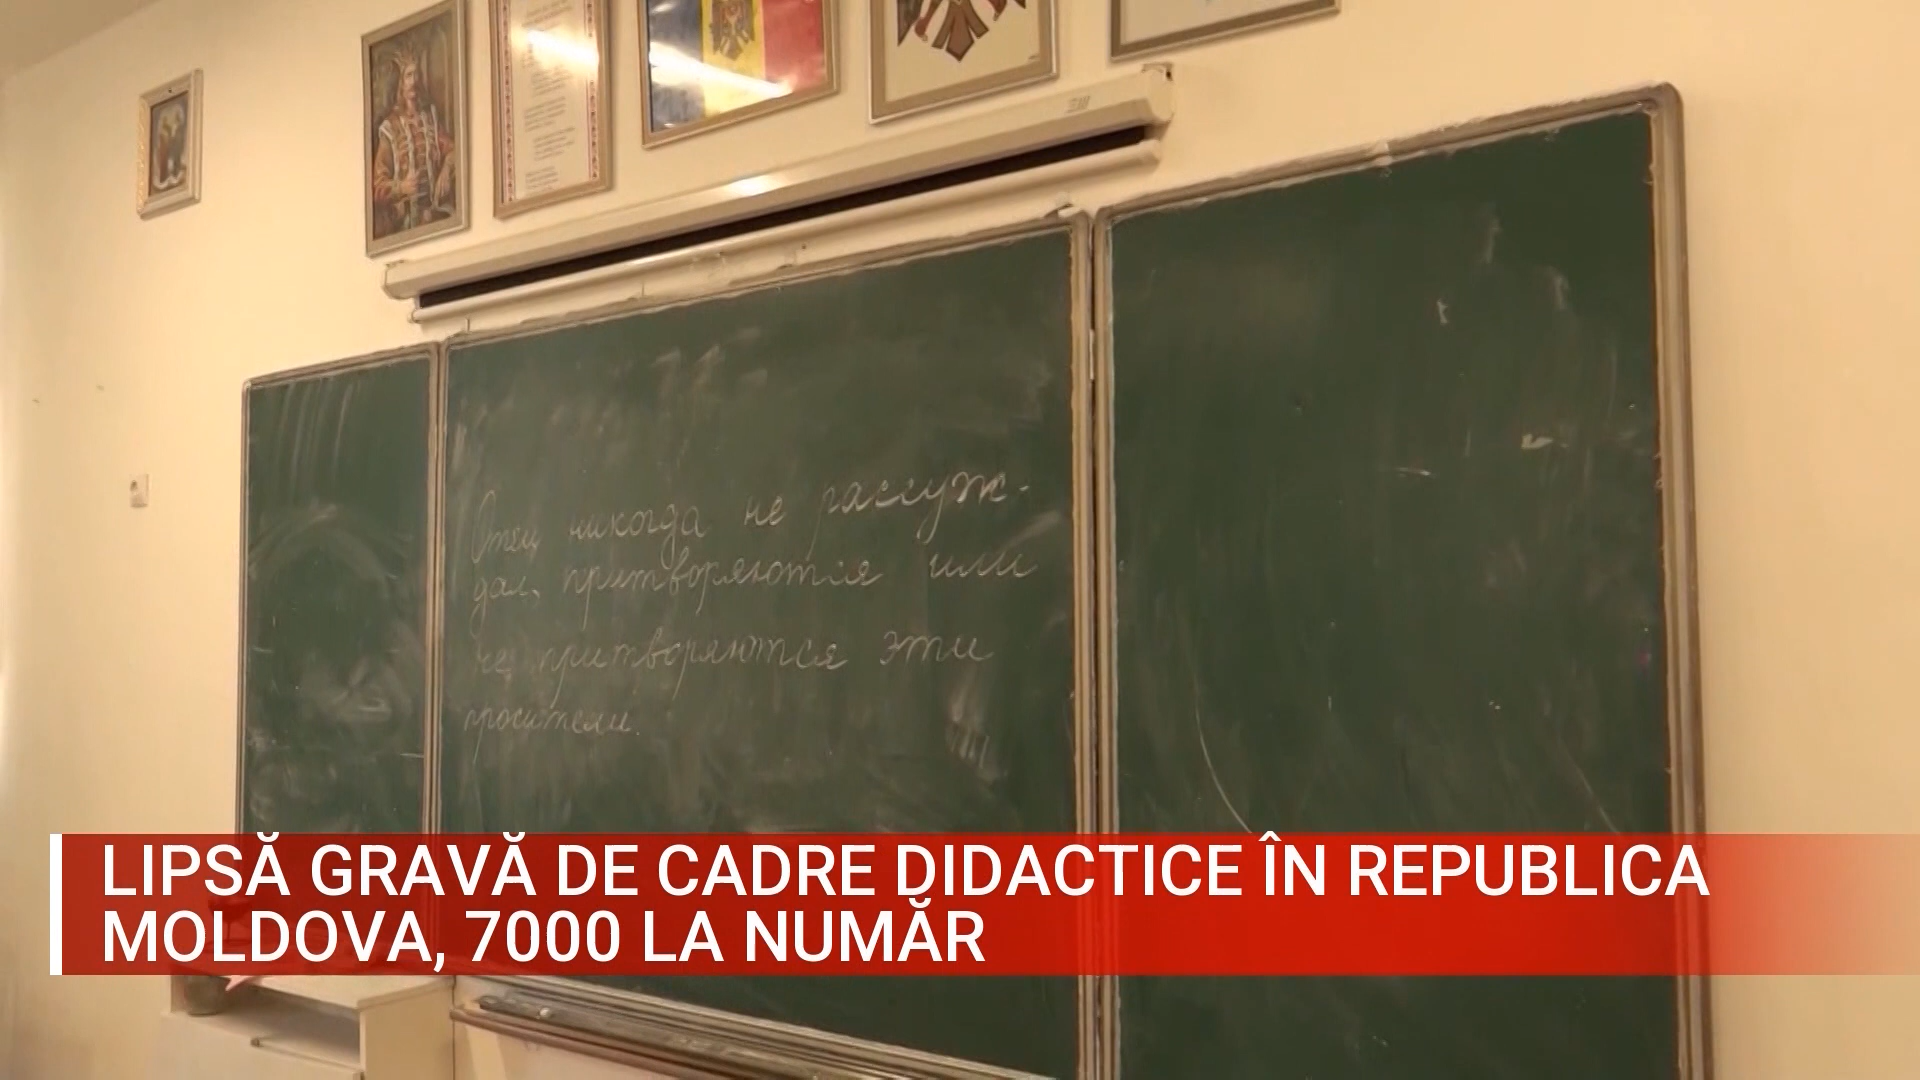 Отец никогда не рассуж-
дал, притворяются или
не притворяются эти
просители.
LIPSĂ GRAVĂ DE CADRE DIDACTICE ÎN REPUBLICA
MOLDOVA, 7000 LA NUMĂR